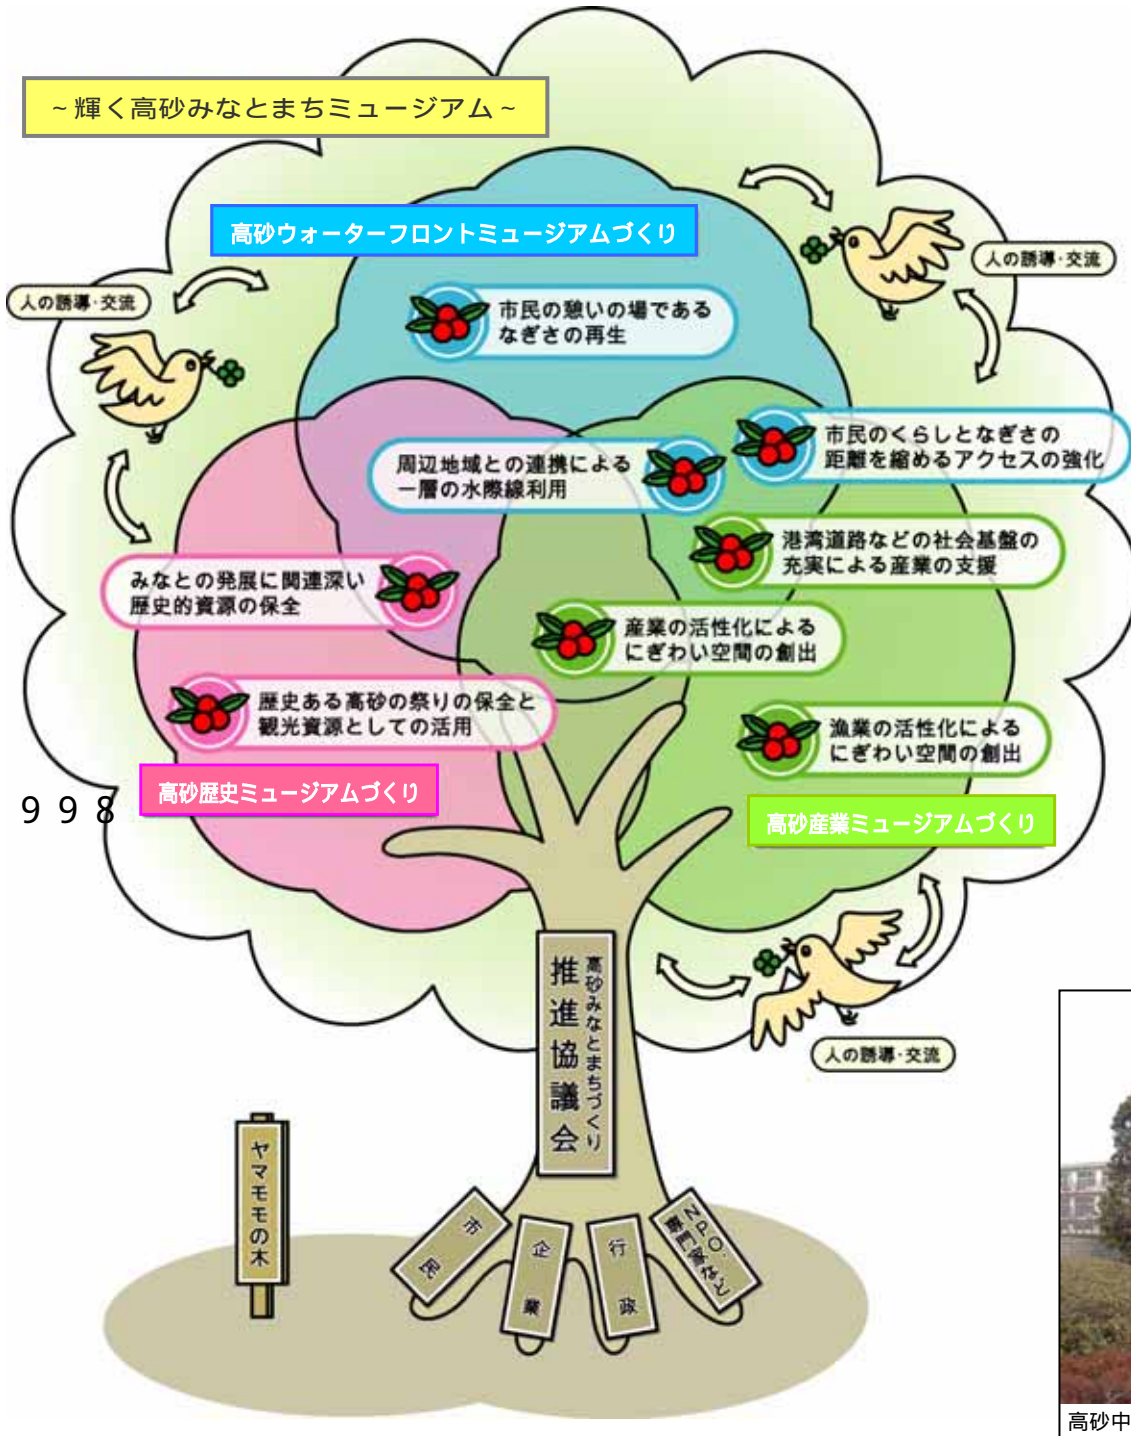 ~輝く高砂みなとまちミュージアム~
高砂ウォーターフロントミュージアムづくり
人の誘導・交流
人の誘導・交流
市民の憩いの場である
なぎさの再生
市民のくらしとなぎさの
距離を縮めるアクセスの強化
周辺地域との連携による
一層の水際線利用
港湾道路などの社会基盤の
充実による産業の支援
みなとの発展に関連深い
歴史的資源の保全
産業の活性化による
にぎわい空間の創出
歴史ある高砂の祭りの保全と
観光資源としての活用
漁業の活性化による
にぎわい空間の創出
高砂歴史ミュージアムづくり
998
高砂産業ミュージアムづくり
高砂みなとまちづくり
推進協議会
人の誘導・交流
ヤマモモの木
市民
企業
行政
NPO・
専門家など
高砂中